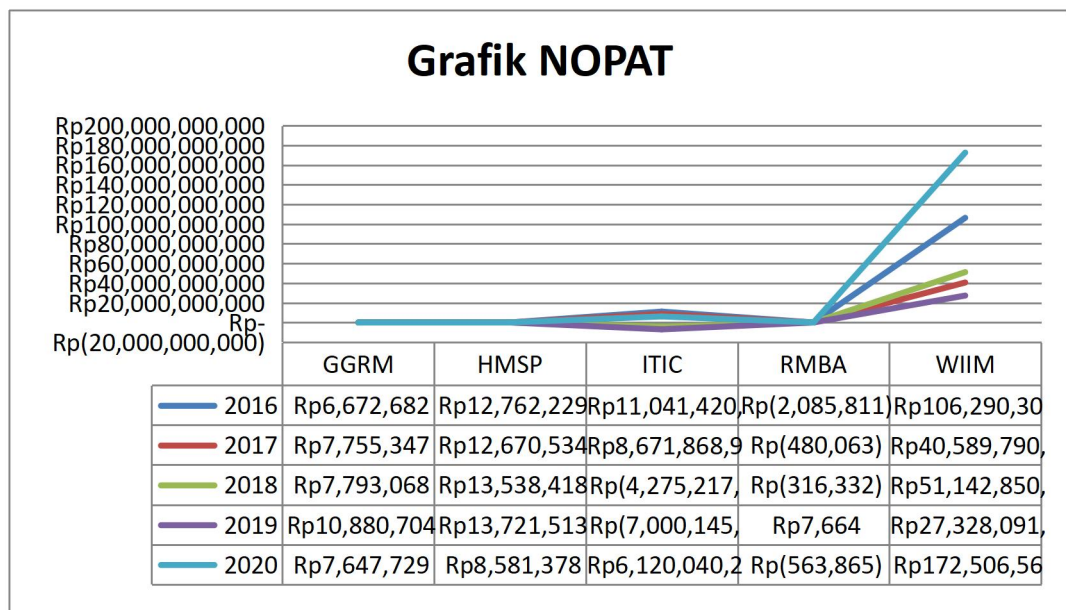 Grafik NOPAT
Rp200,000,000,000
Rp180,000,000,000
Rp160,000,000,000
Rp140,000,000,000
Rp120,000,000,000
Rp100,000,000,000
Rp80,000,000,000
Rp60,000,000,000
Rp40,000,000,000
Rp20,000,000,000
Rp-
Rp(20,000,000,000)
GGRM HMSP ITIC RMBA WIIM
2016 Rp6,672,682 Rp12,762,229 Rp11,041,420, Rp(2,085,811) Rp106,290,30
2017 Rp7,755,347 Rp12,670,534 Rp8,671,868,9 Rp(480,063) Rp40,589,790,
2018 Rp7,793,068 Rp13,538,418 Rp(4,275,217, Rp(316,332) Rp51,142,850,
2019 Rp10,880,704 Rp13,721,513 Rp(7,000,145, Rp7,664 Rp27,328,091,
2020 Rp7,647,729 Rp8,581,378 Rp6,120,040,2 Rp(563,865) Rp172,506,56